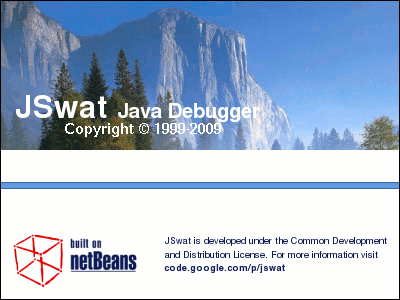 JSwat Java Debugger
Copyright © 1999-2009
built on
netBeans
JSwat is developed under the Common Development
and Distribution License. For more information visit
code.google.com/p/jswat